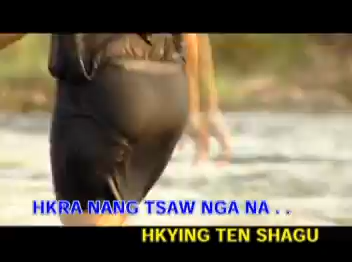 HKRA NANG TSAW NGA NA . .
HKYING TEN SHAGU